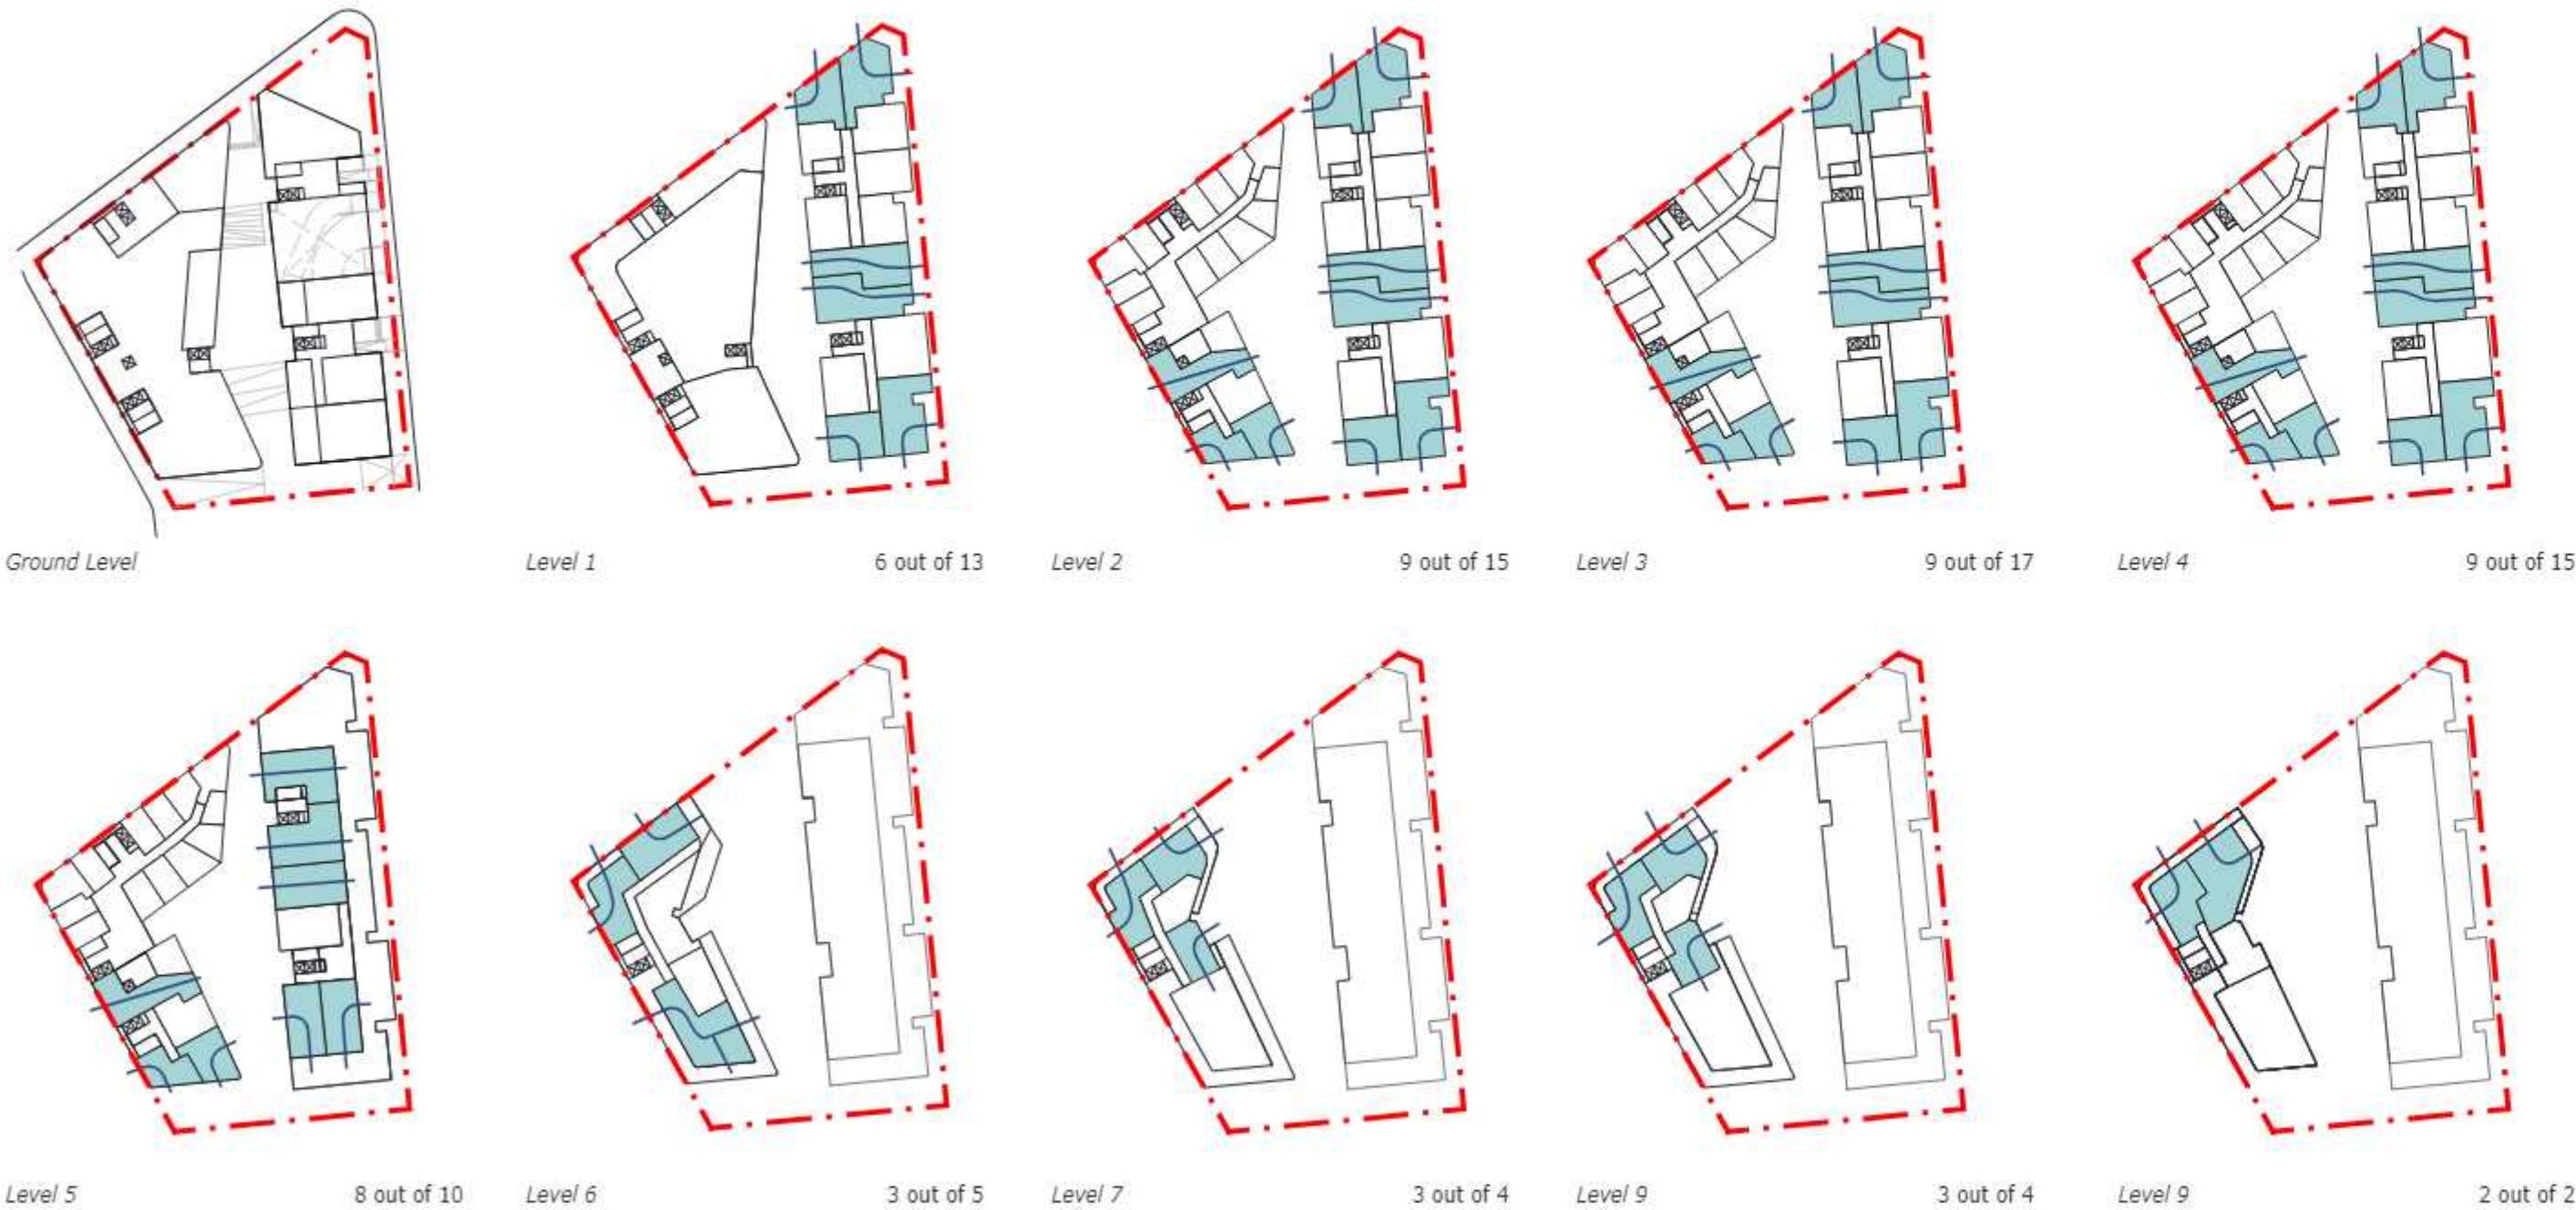 Ground Level
Level 1 6 out of 13
Level 2 9 out of 15
Level 3 9 out of 17
Level 4 9 out of 15
Level 5 8 out of 10
Level 6 3 out of 5
Level 7 3 out of 4
Level 9 3 out of 4
Level 9 2 out of 2